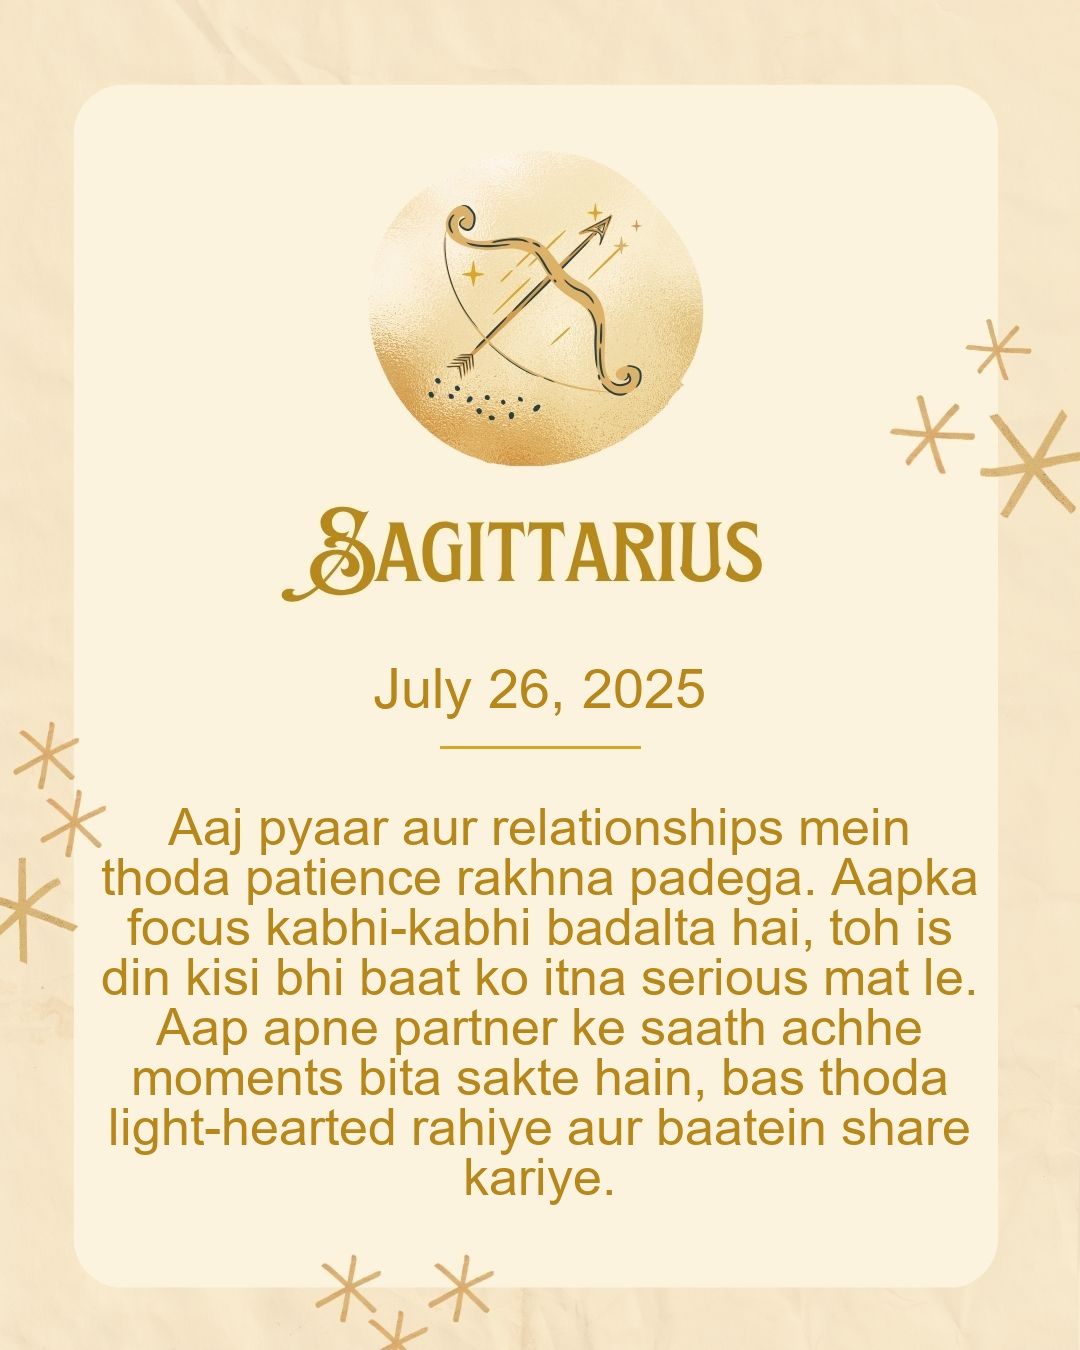 Sagittarius
July 26, 2025
Aaj pyaar aur relationships mein
thoda patience rakhna padega. Aapka
focus kabhi-kabhi badalta hai, toh is
din kisi bhi baat ko itna serious mat le.
Aap apne partner ke saath achhe
moments bita sakte hain, bas thoda
light-hearted rahiye aur baatein share
kariye.